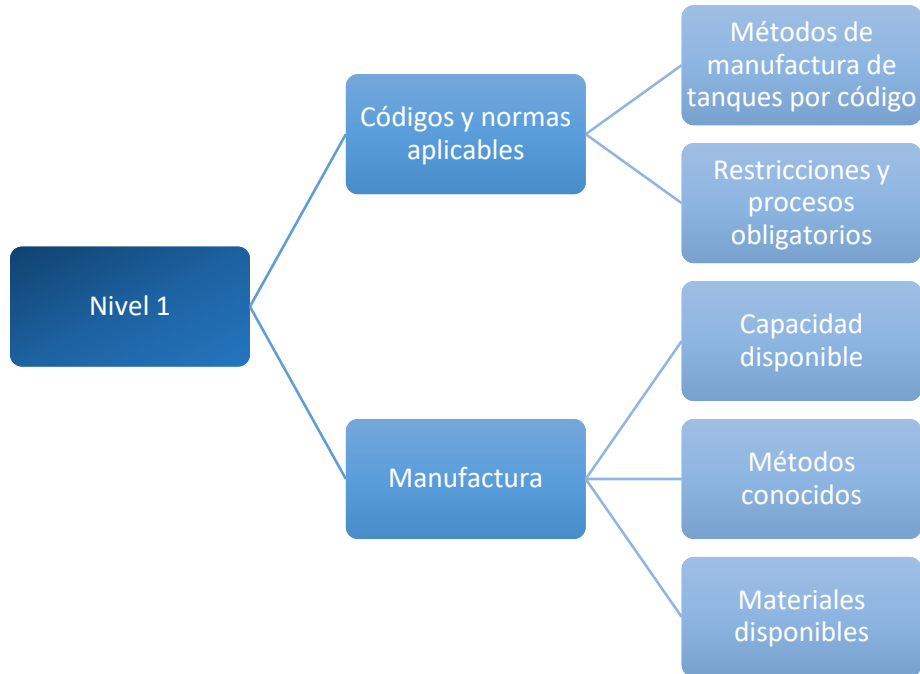 Nivel 1
Códigos y normas
aplicables
Métodos de
manufactura de
tanques por código
Restricciones y
procesos
obligatorios
Manufactura
Capacidad
disponible
Métodos
conocidos
Materiales
disponibles